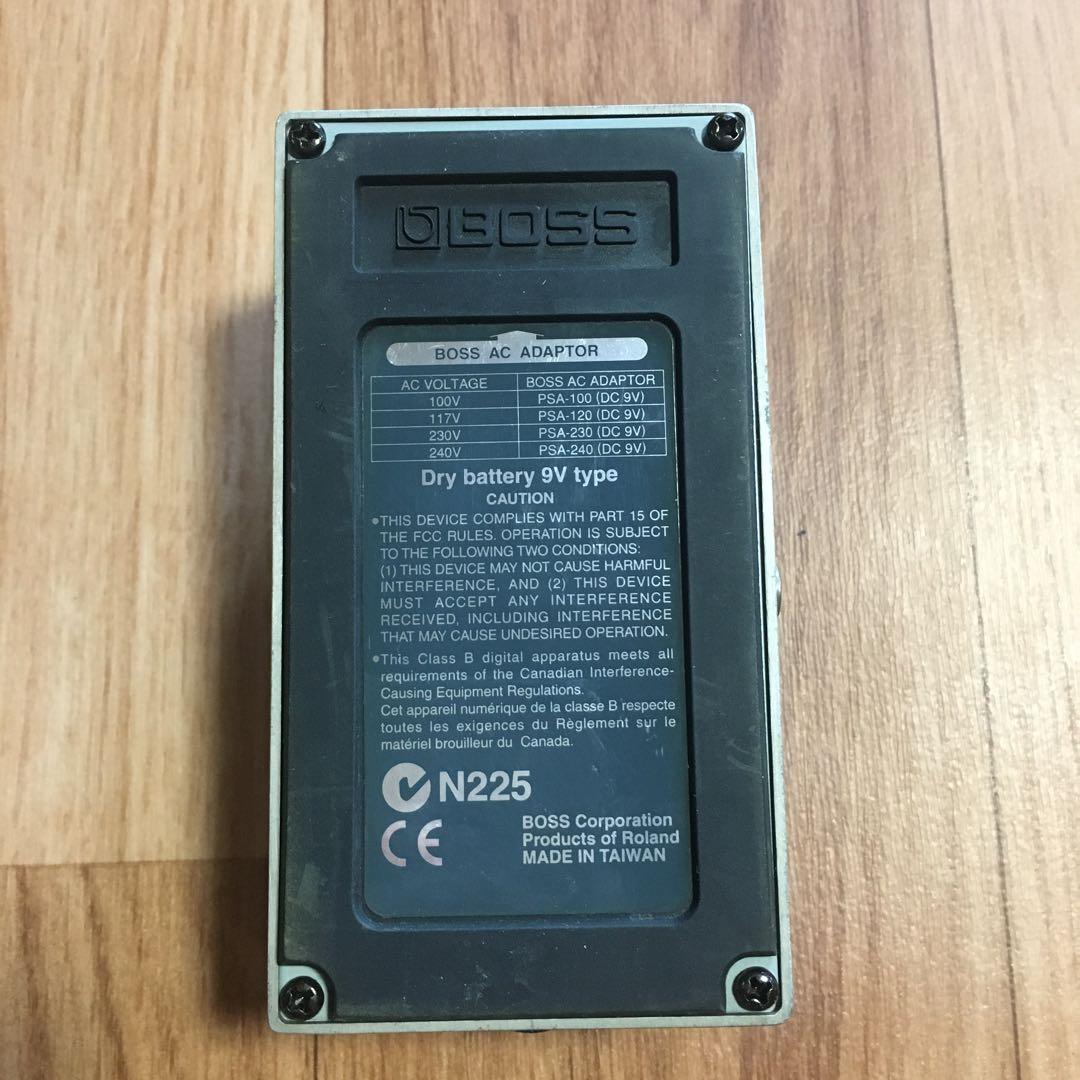 BOSS
BOSS AC ADAPTOR
AC VOLTAGE BOSS AC ADAPTOR
100V PSA-100 (DC 9V)
117V PSA-120 (DC 9V)
230V PSA-230 (DC 9V)
240V PSA-240 (DC 9V)
Dry battery 9V type
CAUTION
•THIS DEVICE COMPLIES WITH PART 15 OF
THE FCC RULES. OPERATION IS SUBJECT
TO THE FOLLOWING TWO CONDITIONS:
(1) THIS DEVICE MAY NOT CAUSE HARMFUL
INTERFERENCE, AND (2) THIS DEVICE
MUST ACCEPT ANY INTERFERENCE
RECEIVED, INCLUDING INTERFERENCE
THAT MAY CAUSE UNDESIRED OPERATION.
•This Class B digital apparatus meets all
requirements of the Canadian Interference-
Causing Equipment Regulations.
Cet appareil numérique de la classe B respecte
toutes les exigences du Règlement sur le
matériel brouilleur du Canada.
N225
CE
BOSS Corporation
Products of Roland
MADE IN TAIWAN